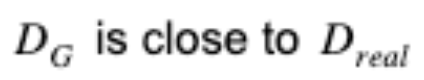 D_G is close to D_real